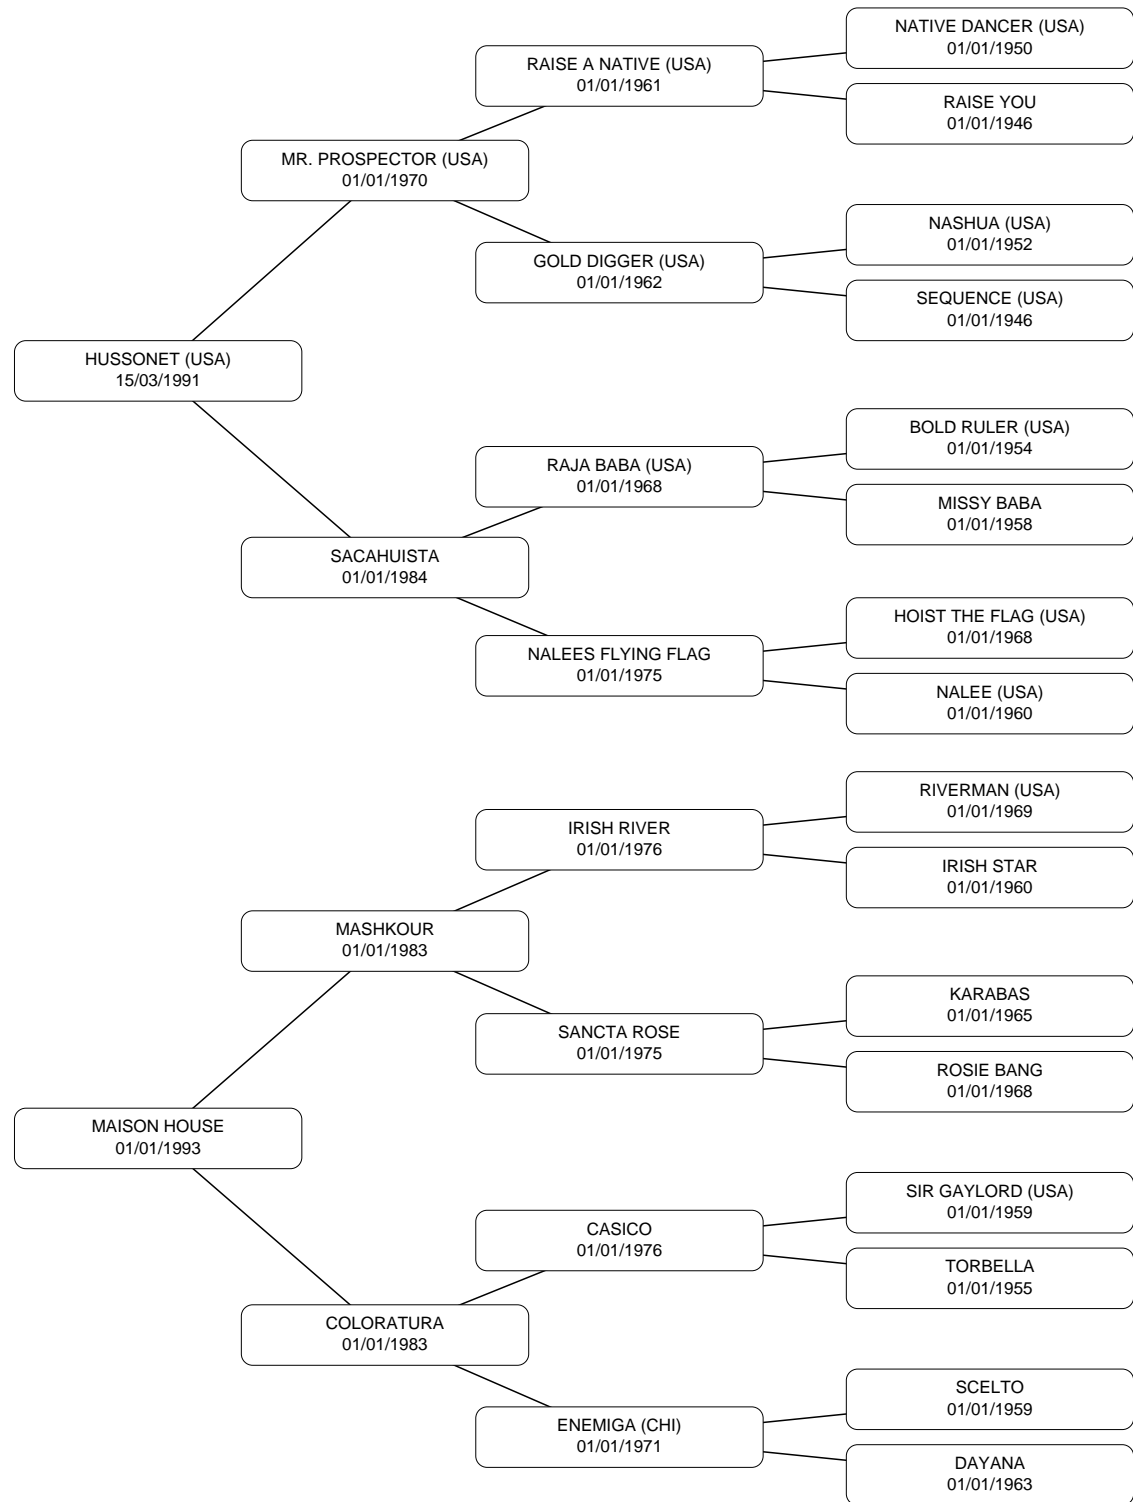 NATIVE DANCER (USA)
01/01/1950
RAISE A NATIVE (USA)
01/01/1961
RAISE YOU
01/01/1946
MR. PROSPECTOR (USA)
01/01/1970
NASHUA (USA)
01/01/1952
GOLD DIGGER (USA)
01/01/1962
SEQUENCE (USA)
01/01/1946
HUSSONET (USA)
15/03/1991
BOLD RULER (USA)
01/01/1954
RAJA BABA (USA)
01/01/1968
MISSY BABA
01/01/1958
SACAHUISTA
01/01/1984
HOIST THE FLAG (USA)
01/01/1968
NALEES FLYING FLAG
01/01/1975
NALEE (USA)
01/01/1960
RIVERMAN (USA)
01/01/1969
IRISH RIVER
01/01/1976
IRISH STAR
01/01/1960
MASHKOUR
01/01/1983
KARABAS
01/01/1965
SANCTA ROSE
01/01/1975
ROSIE BANG
01/01/1968
MAISON HOUSE
01/01/1993
SIR GAYLORD (USA)
01/01/1959
CASICO
01/01/1976
TORBELLA
01/01/1955
COLORATURA
01/01/1983
SCELTO
01/01/1959
ENEMIGA (CHI)
01/01/1971
DAYANA
01/01/1963